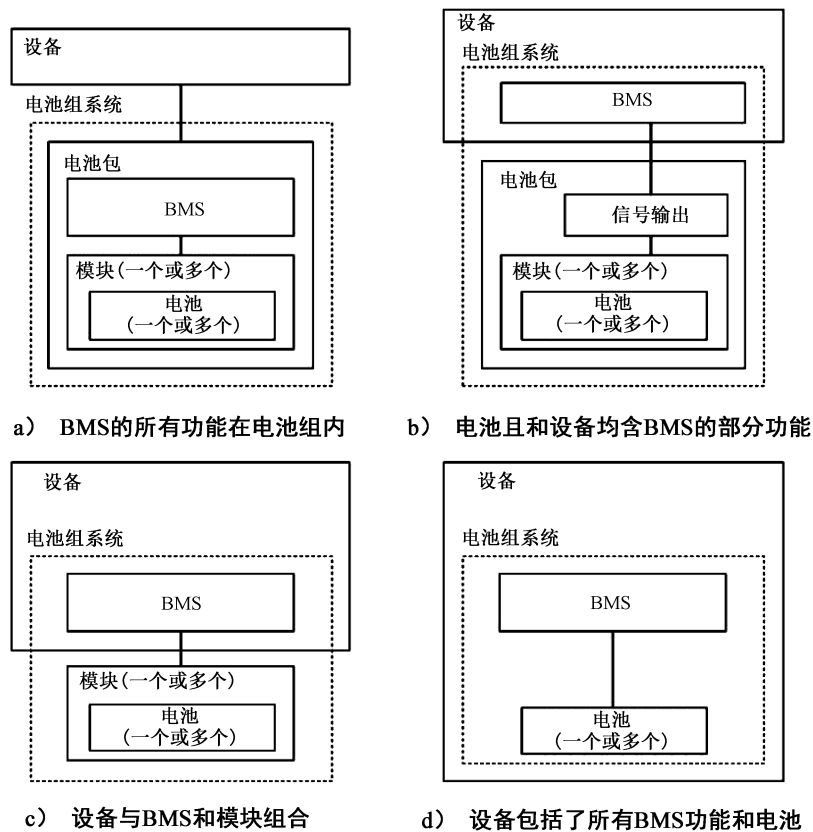 设备
电池组系统
电池包
BMS
模块(一个或多个)
电池
(一个或多个)
a） BMS的所有功能在电池组内
设备
电池组系统
BMS
电池包
信号输出
模块(一个或多个)
电池
(一个或多个)
b） 电池且和设备均含BMS的部分功能
设备
电池组系统
BMS
模块(一个或多个)
电池
(一个或多个)
c） 设备与BMS和模块组合
设备
电池组系统
BMS
电池
(一个或多个)
d） 设备包括了所有BMS功能和电池